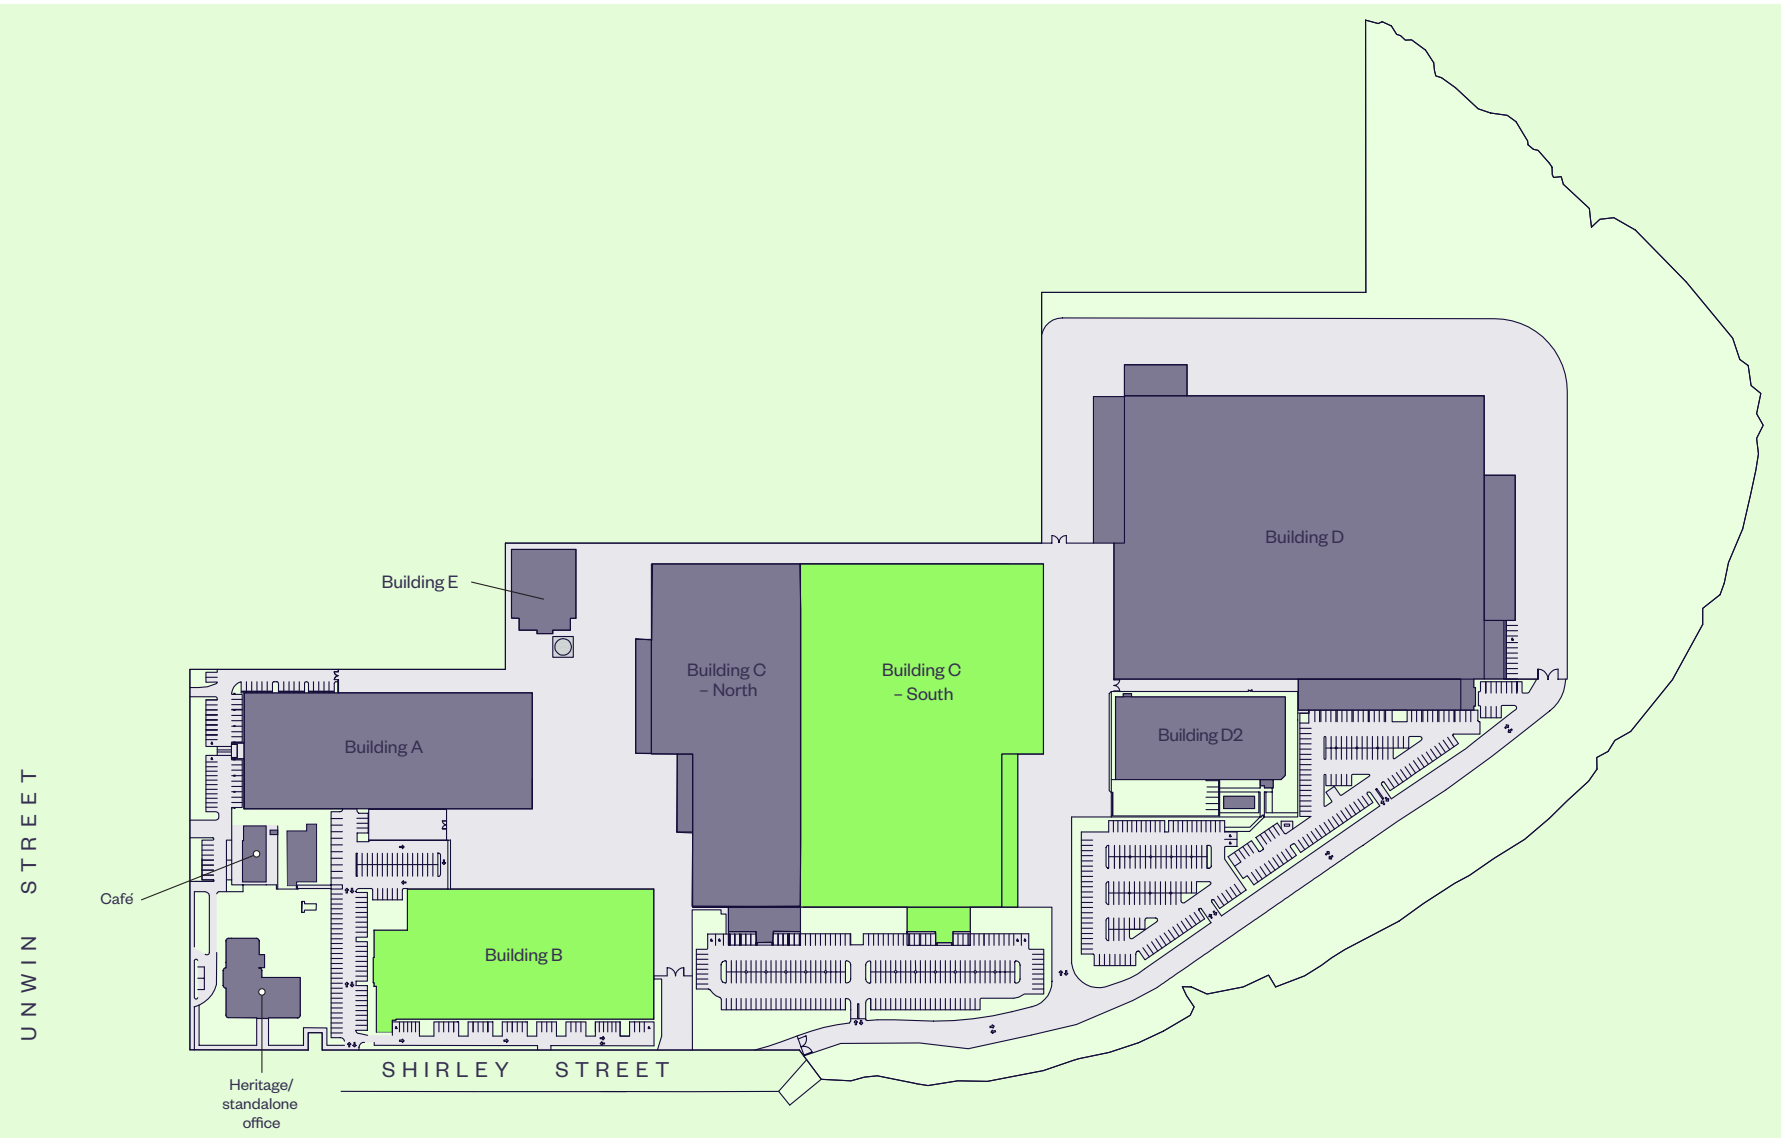 Building D
Building E
Building C
– North
Building C
– South
Building A
Building D2
Café
Building B
UNWIN STREET
SHIRLEY STREET
Heritage/
standalone
office